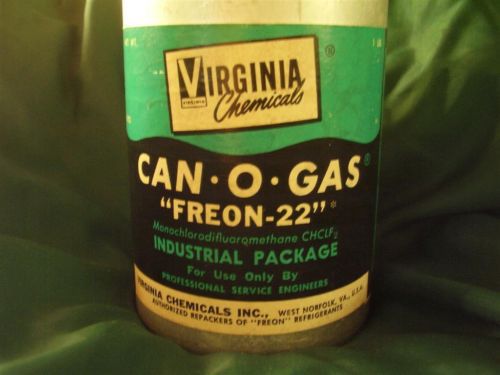 VIRGINIA ®
VIRGINIA
Chemicals
CAN·O·GAS®
"FREON-22"*
Monochlorodifluoromethane CHCLF₂
INDUSTRIAL PACKAGE
For Use Only By
PROFESSIONAL SERVICE ENGINEERS
VIRGINIA CHEMICALS INC., WEST NORFOLK, VA., U.S.A.
AUTHORIZED REPACKERS OF "FREON" REFRIGERANTS